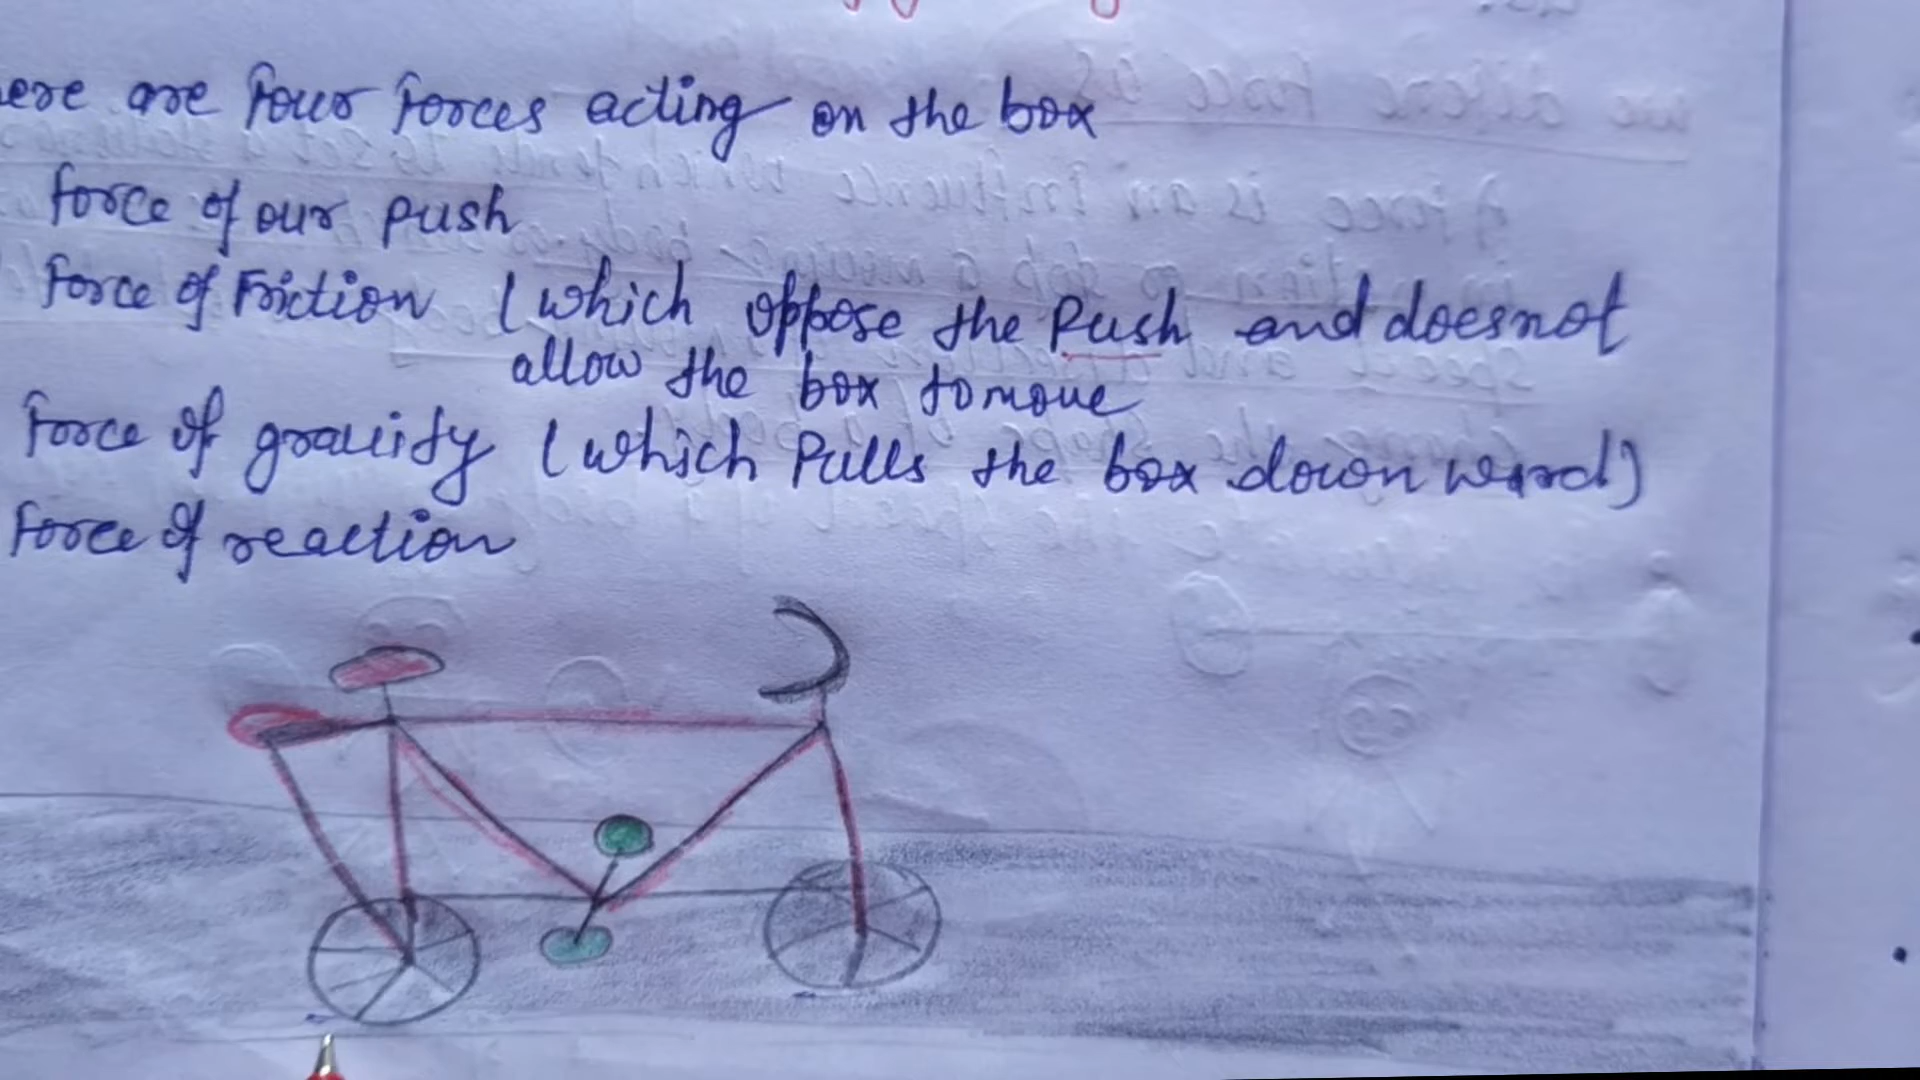 ere are four forces acting on the box
force of our push
Force of Friction (which oppose the Push and doesnot
allow the box to move
Force of gravity (which Pulls the box down ward)
Force of reaction